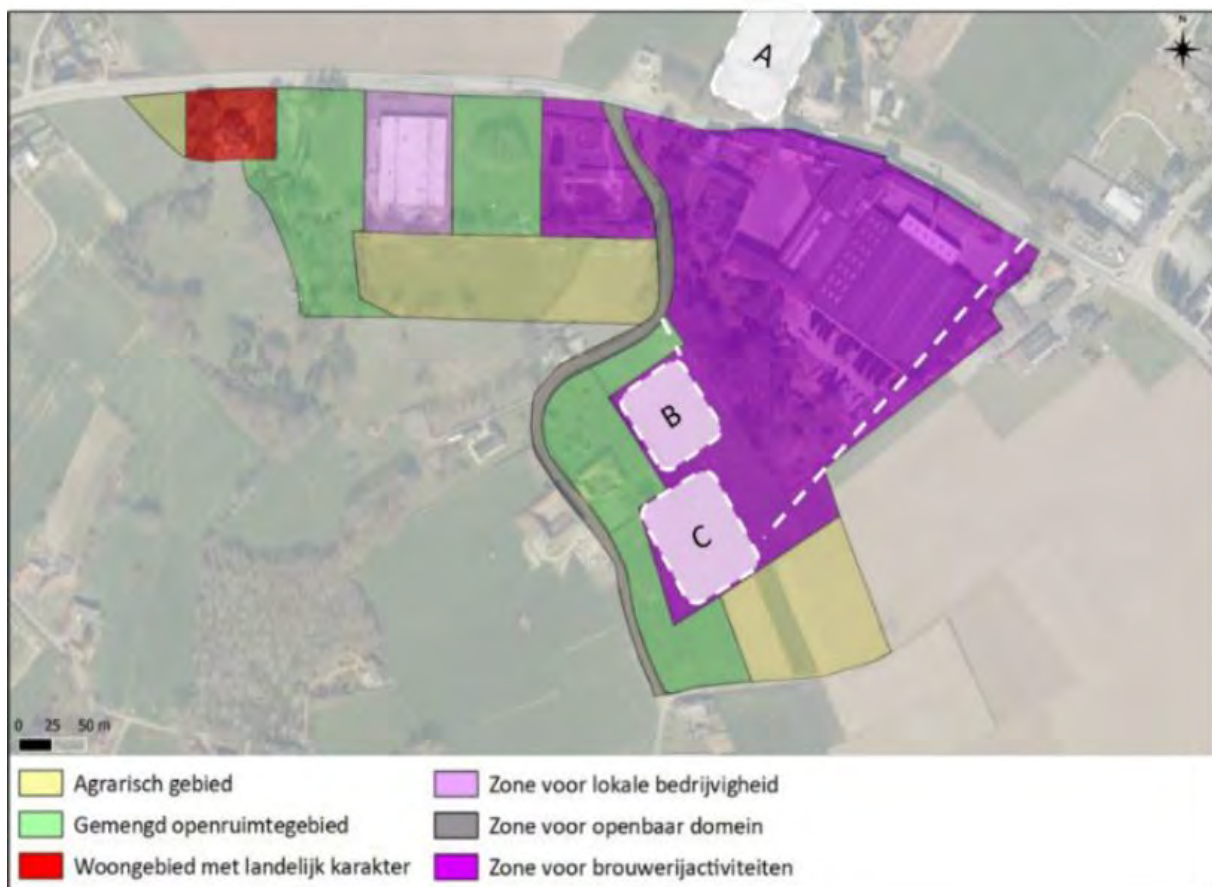 N
A
B
C
0 25 50 m
Agrarisch gebied
Gemengd openruimtegebied
Woongebied met landelijk karakter
Zone voor lokale bedrijvigheid
Zone voor openbaar domein
Zone voor brouwerijactiviteiten